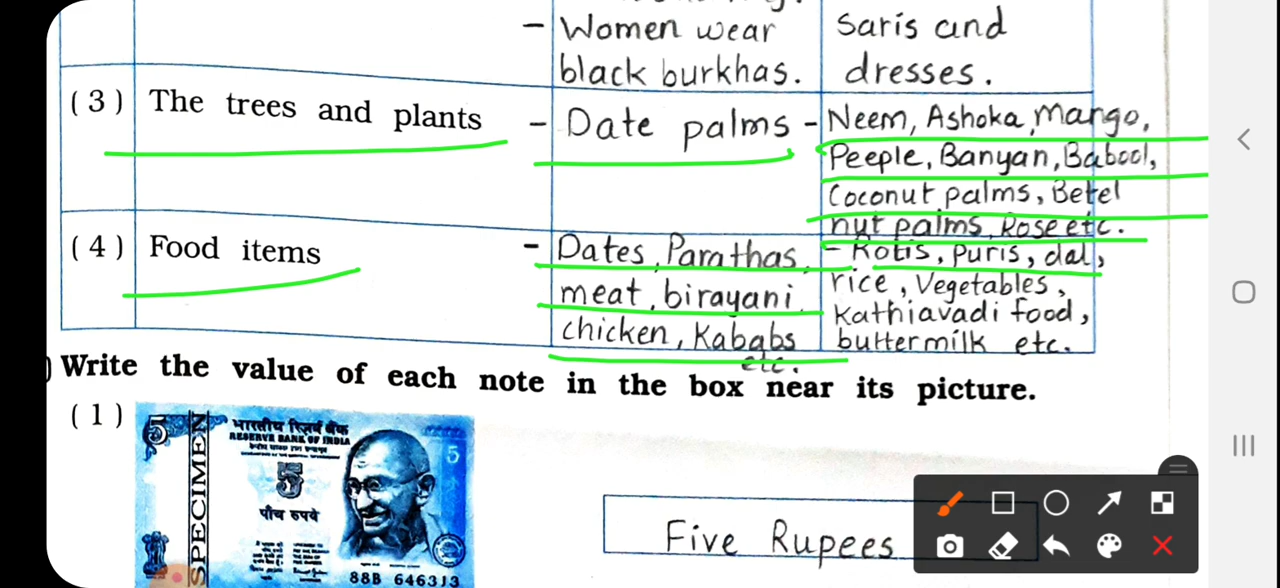 - Women wear
black burkhas.
Saris and
dresses.
(3) The trees and plants
- Date palms
- Neem, Ashoka, Mango,
Peeple, Banyan, Babool,
Coconut palms, Betel
nut palms, Rose etc.
(4) Food items
- Dates, Parathas,
meat, birayani,
chicken, Kababs
etc.
- Rotis, puris, dal,
rice, Vegetables,
Kathiavadi food,
buttermilk etc.
Write the value of each note in the box near its picture.
(1)
5
SPECIMEN
भारतीय रिज़र्व बैंक
RESERVE BANK OF INDIA
5
पाँच रुपये
5
88B 646313
Five Rupees